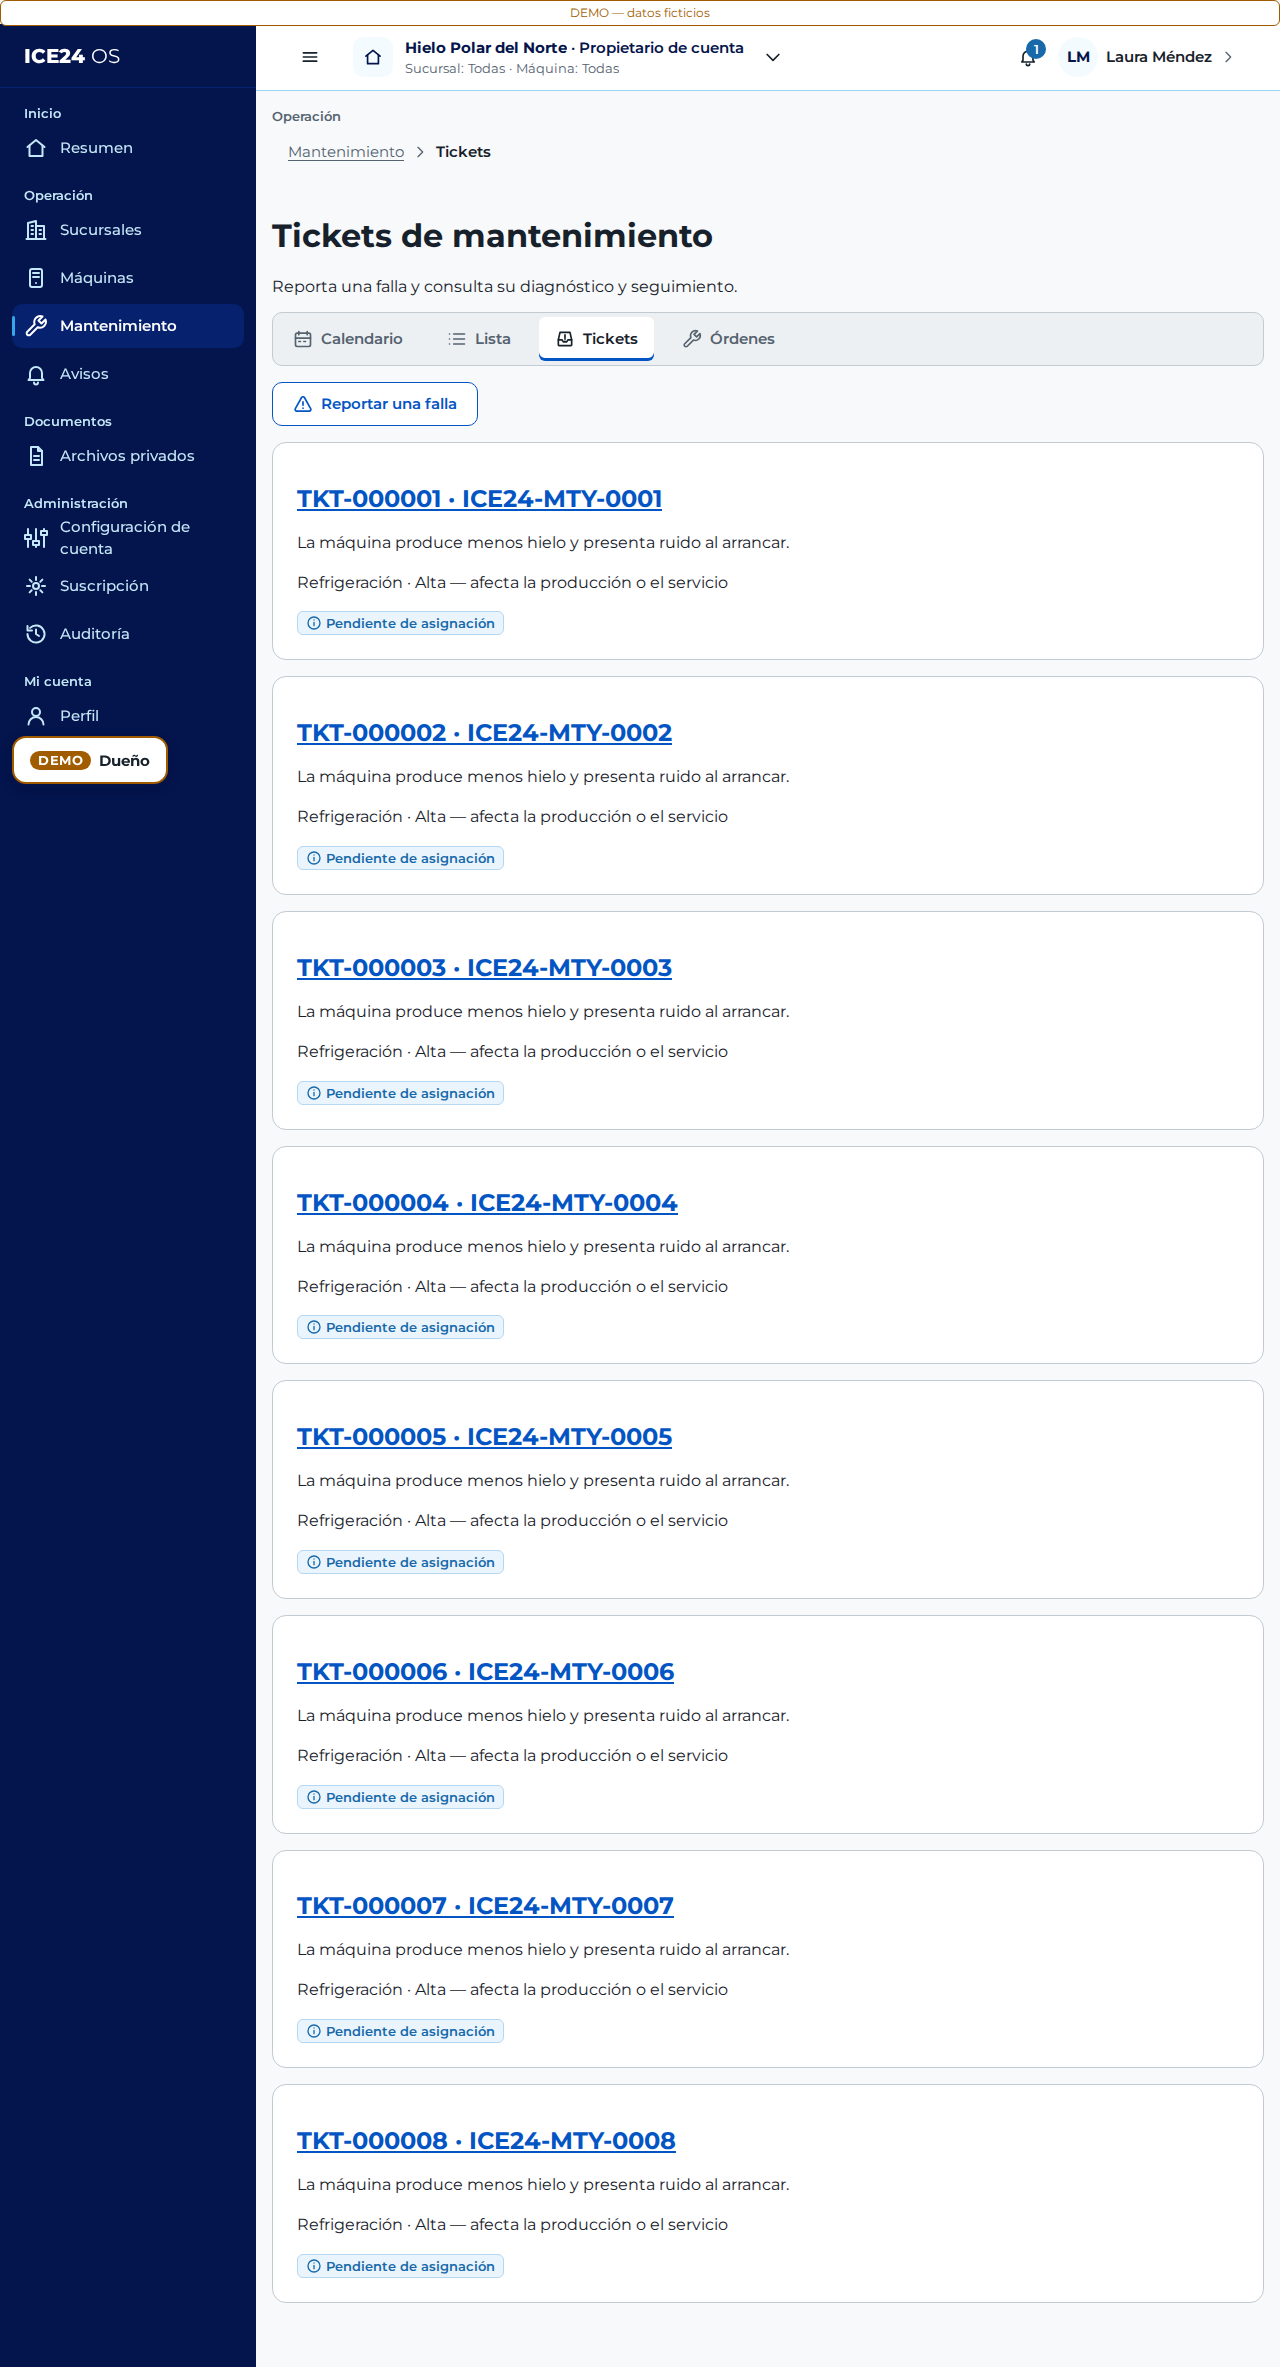 DEMO — datos ficticios
ICE24 OS
Inicio
Resumen
Operación
Sucursales
Máquinas
Mantenimiento
Avisos
Documentos
Archivos privados
Administración
Configuración de
cuenta
Suscripción
Auditoría
Mi cuenta
Perfil
DEMO Dueño
Hielo Polar del Norte · Propietario de cuenta
Sucursal: Todas · Máquina: Todas
1
LM Laura Méndez
Operación
Mantenimiento Tickets
Tickets de mantenimiento
Reporta una falla y consulta su diagnóstico y seguimiento.
Calendario Lista Tickets Órdenes
Reportar una falla
TKT-000001 · ICE24-MTY-0001
La máquina produce menos hielo y presenta ruido al arrancar.
Refrigeración · Alta — afecta la producción o el servicio
Pendiente de asignación
TKT-000002 · ICE24-MTY-0002
La máquina produce menos hielo y presenta ruido al arrancar.
Refrigeración · Alta — afecta la producción o el servicio
Pendiente de asignación
TKT-000003 · ICE24-MTY-0003
La máquina produce menos hielo y presenta ruido al arrancar.
Refrigeración · Alta — afecta la producción o el servicio
Pendiente de asignación
TKT-000004 · ICE24-MTY-0004
La máquina produce menos hielo y presenta ruido al arrancar.
Refrigeración · Alta — afecta la producción o el servicio
Pendiente de asignación
TKT-000005 · ICE24-MTY-0005
La máquina produce menos hielo y presenta ruido al arrancar.
Refrigeración · Alta — afecta la producción o el servicio
Pendiente de asignación
TKT-000006 · ICE24-MTY-0006
La máquina produce menos hielo y presenta ruido al arrancar.
Refrigeración · Alta — afecta la producción o el servicio
Pendiente de asignación
TKT-000007 · ICE24-MTY-0007
La máquina produce menos hielo y presenta ruido al arrancar.
Refrigeración · Alta — afecta la producción o el servicio
Pendiente de asignación
TKT-000008 · ICE24-MTY-0008
La máquina produce menos hielo y presenta ruido al arrancar.
Refrigeración · Alta — afecta la producción o el servicio
Pendiente de asignación